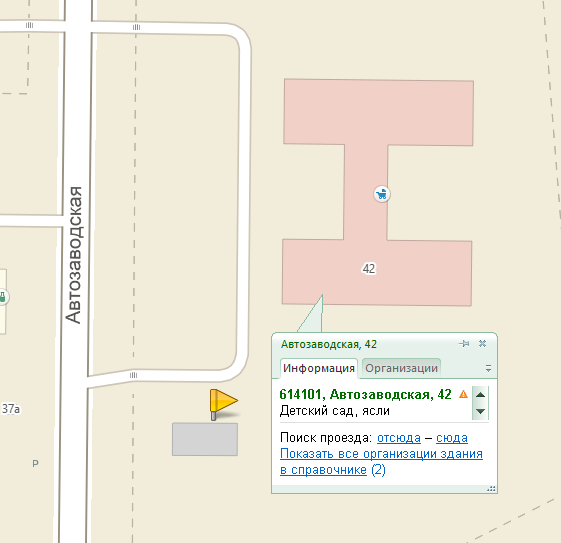 Автозаводская
42
37а
P
Автозаводская, 42
Информация
Организации
614101, Автозаводская, 42
Детский сад, ясли
Поиск проезда: отсюда – сюда
Показать все организации здания
в справочнике (2)